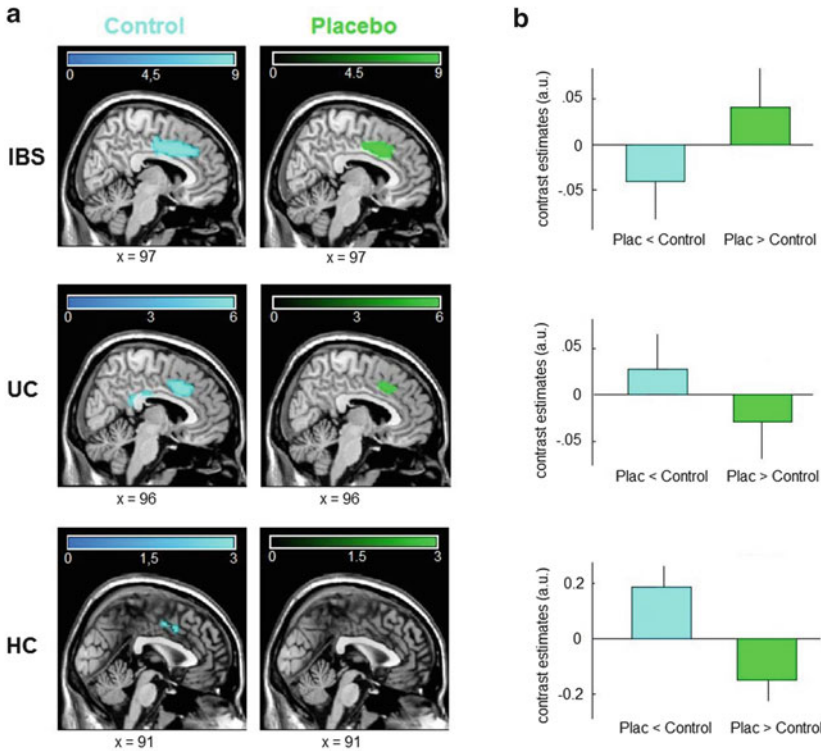 a
Control
Placebo
0 4,5 9
0 4.5 9
IBS
x = 97
x = 97
0 3 6
0 3 6
UC
x = 96
x = 96
0 1,5 3
0 1.5 3
HC
x = 91
x = 91
b
contrast estimates (a.u.)
.05
0
-.05
Plac < Control
Plac > Control
contrast estimates (a.u.)
.05
0
-.05
Plac < Control
Plac > Control
contrast estimates (a.u.)
0.2
0
-0.2
Plac < Control
Plac > Control